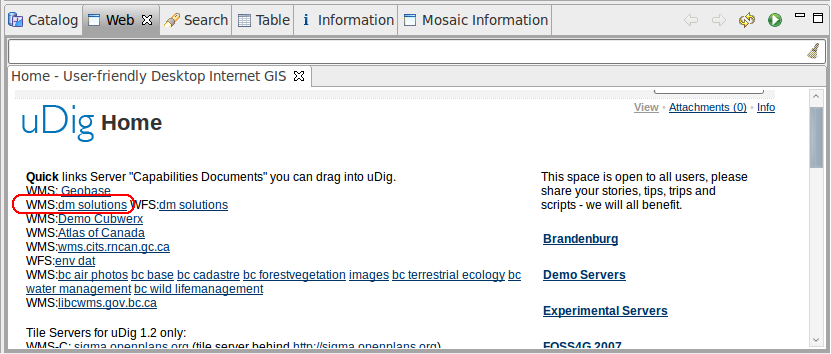 Catalog Web Search Table Information Mosaic Information
Home - User-friendly Desktop Internet GIS
View • Attachments (0) • Info
uDig Home
Quick links Server "Capabilities Documents" you can drag into uDig.
WMS: Geobase
WMS:dm solutions WFS:dm solutions
WMS:Demo Cubwerx
WMS:Atlas of Canada
WMS:wms.cits.rncan.gc.ca
WFS:env dat
WMS:bc air photos bc base bc cadastre bc forestvegetation images bc terrestrial ecology bc
water management bc wild lifemanagement
WMS:libcwms.gov.bc.ca
Tile Servers for uDig 1.2 only:
WMS-C: sigma.openplans.org (tile server behind http://sigma.openplans.org)
This space is open to all users, please
share your stories, tips, trips and
scripts - we will all benefit.
Brandenburg
Demo Servers
Experimental Servers
FOSS4G 2007